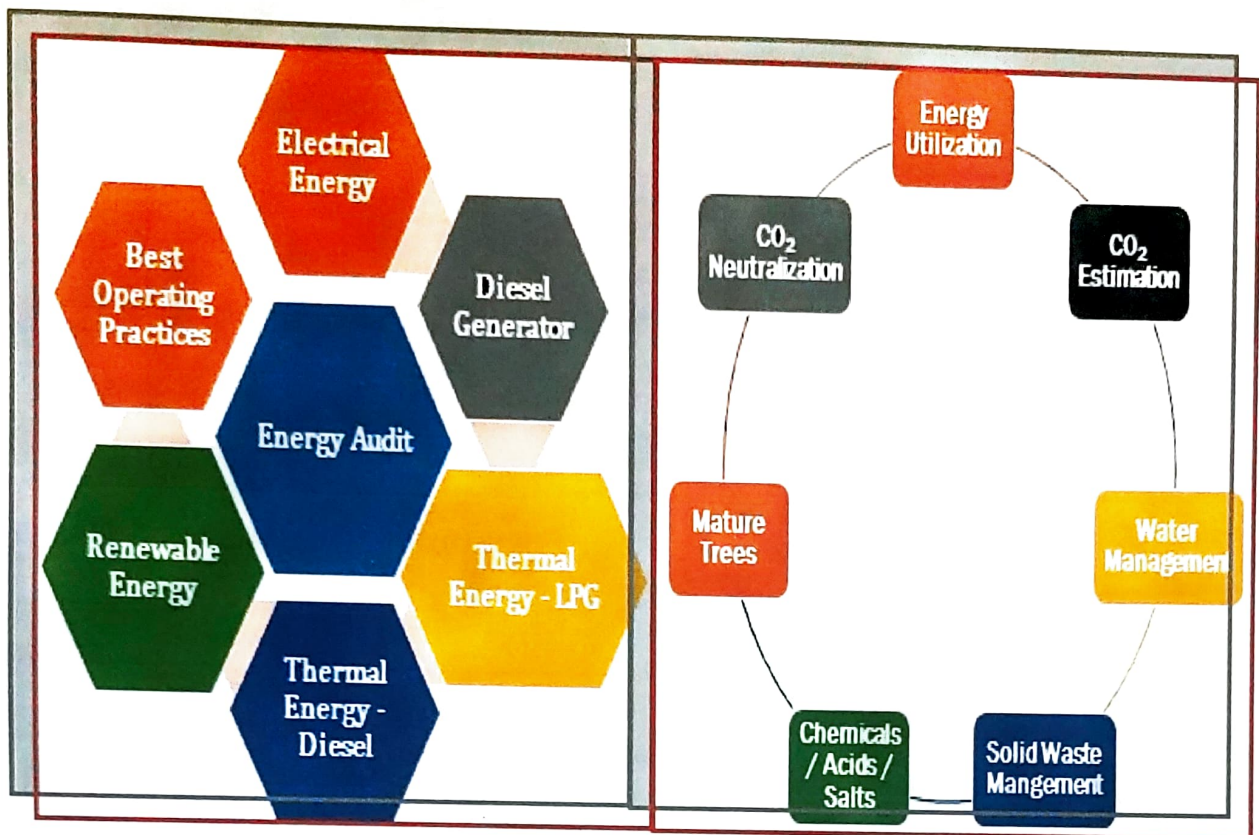 Electrical
Energy
Best
Operating
Practices
Diesel
Generator
Energy Audit
Renewable
Energy
Thermal
Energy - LPG
Thermal
Energy -
Diesel
Energy
Utilization
CO₂
Neutralization
CO₂
Estimation
Mature
Trees
Water
Management
Chemicals
/ Acids /
Salts
Solid Waste
Mangement